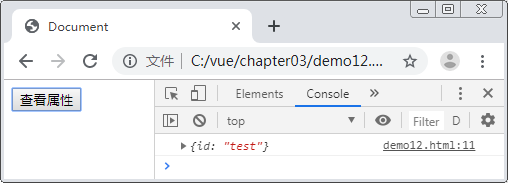 Document
文件 C:/vue/chapter03/demo12....
查看属性
Elements Console
top Filter D
{id: "test"} demo12.html:11